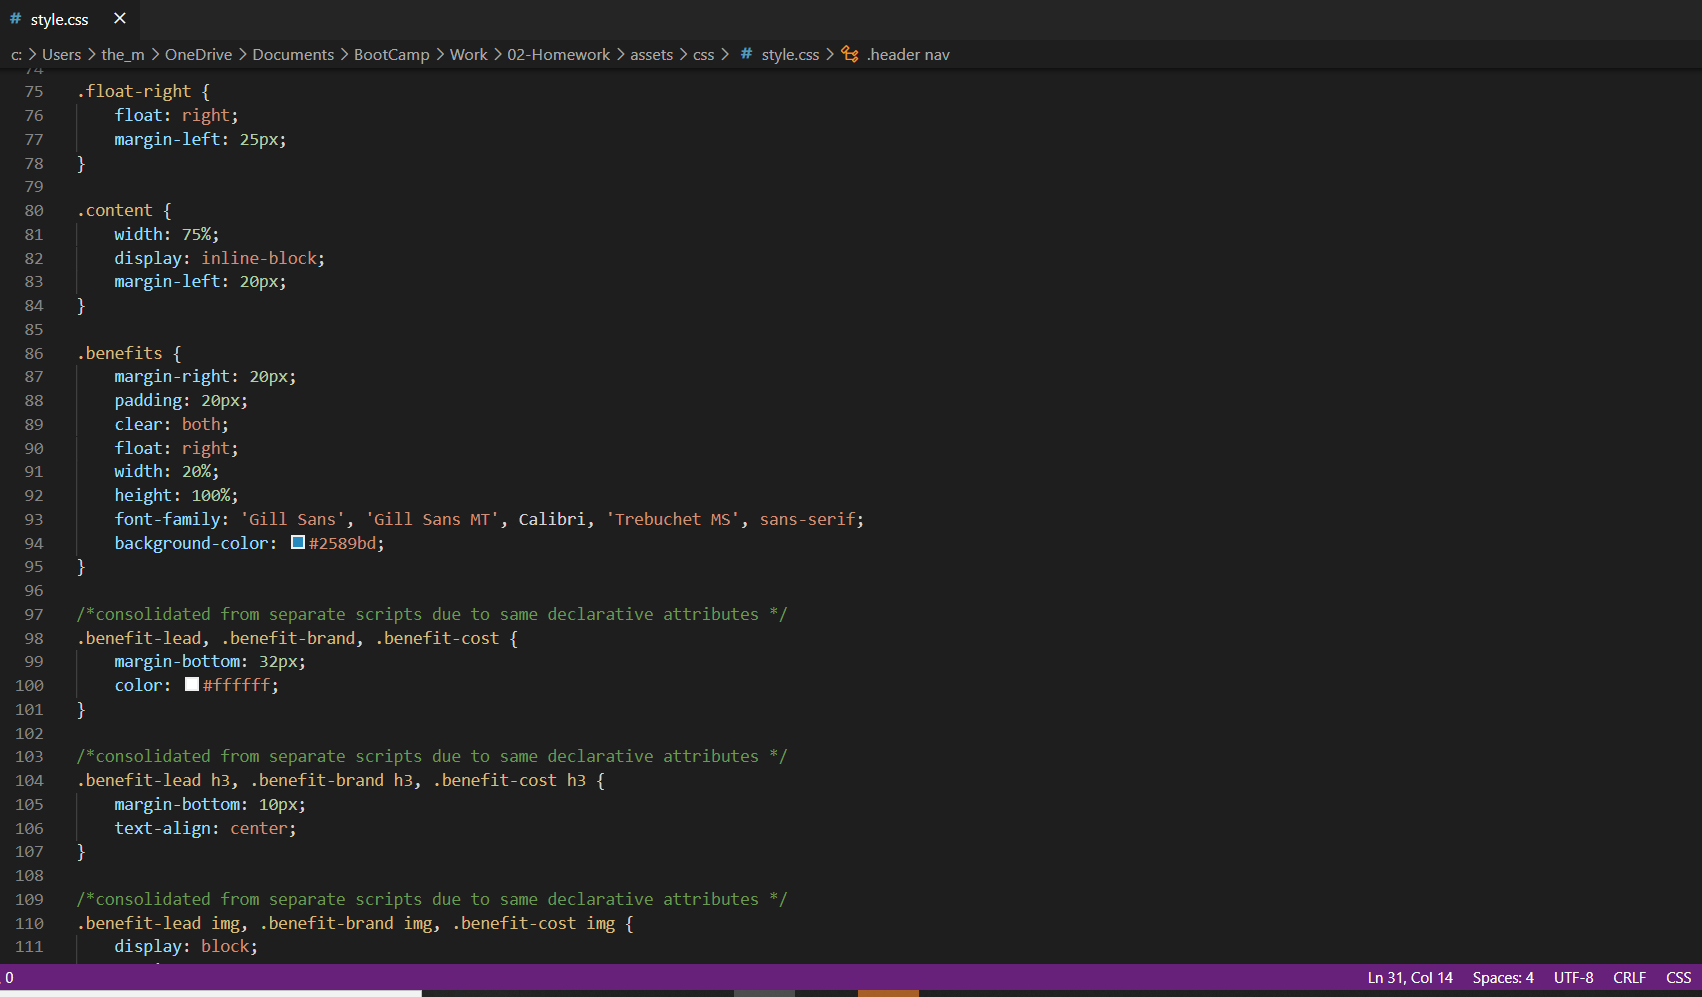 # style.css ×
c: > Users > the_m > OneDrive > Documents > BootCamp > Work > 02-Homework > assets > css > # style.css > .header nav
74
75 .float-right {
76 float: right;
77 margin-left: 25px;
78 }
79
80 .content {
81 width: 75%;
82 display: inline-block;
83 margin-left: 20px;
84 }
85
86 .benefits {
87 margin-right: 20px;
88 padding: 20px;
89 clear: both;
90 float: right;
91 width: 20%;
92 height: 100%;
93 font-family: 'Gill Sans', 'Gill Sans MT', Calibri, 'Trebuchet MS', sans-serif;
94 background-color: #2589bd;
95 }
96
97 /*consolidated from separate scripts due to same declarative attributes */
98 .benefit-lead, .benefit-brand, .benefit-cost {
99 margin-bottom: 32px;
100 color: #ffffff;
101 }
102
103 /*consolidated from separate scripts due to same declarative attributes */
104 .benefit-lead h3, .benefit-brand h3, .benefit-cost h3 {
105 margin-bottom: 10px;
106 text-align: center;
107 }
108
109 /*consolidated from separate scripts due to same declarative attributes */
110 .benefit-lead img, .benefit-brand img, .benefit-cost img {
111 display: block;
0 Ln 31, Col 14 Spaces: 4 UTF-8 CRLF CSS